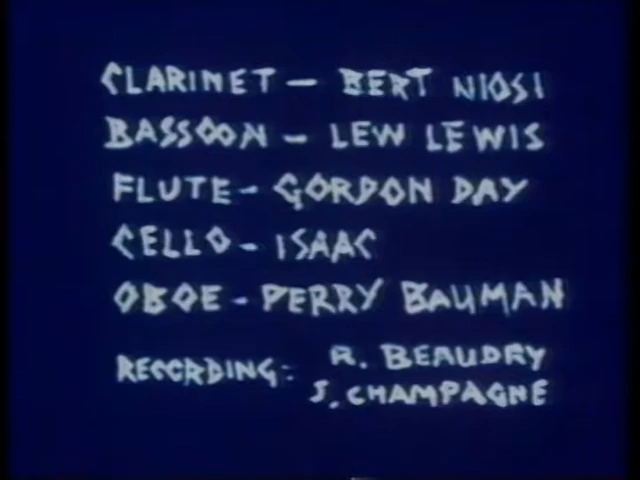 CLARINET - BERT NIOSI
BASSOON - LEW LEWIS
FLUTE - GORDON DAY
CELLO - ISAAC
OBOE - PERRY BAUMAN
RECORDING: R. BEAUDRY
J. CHAMPAGNE